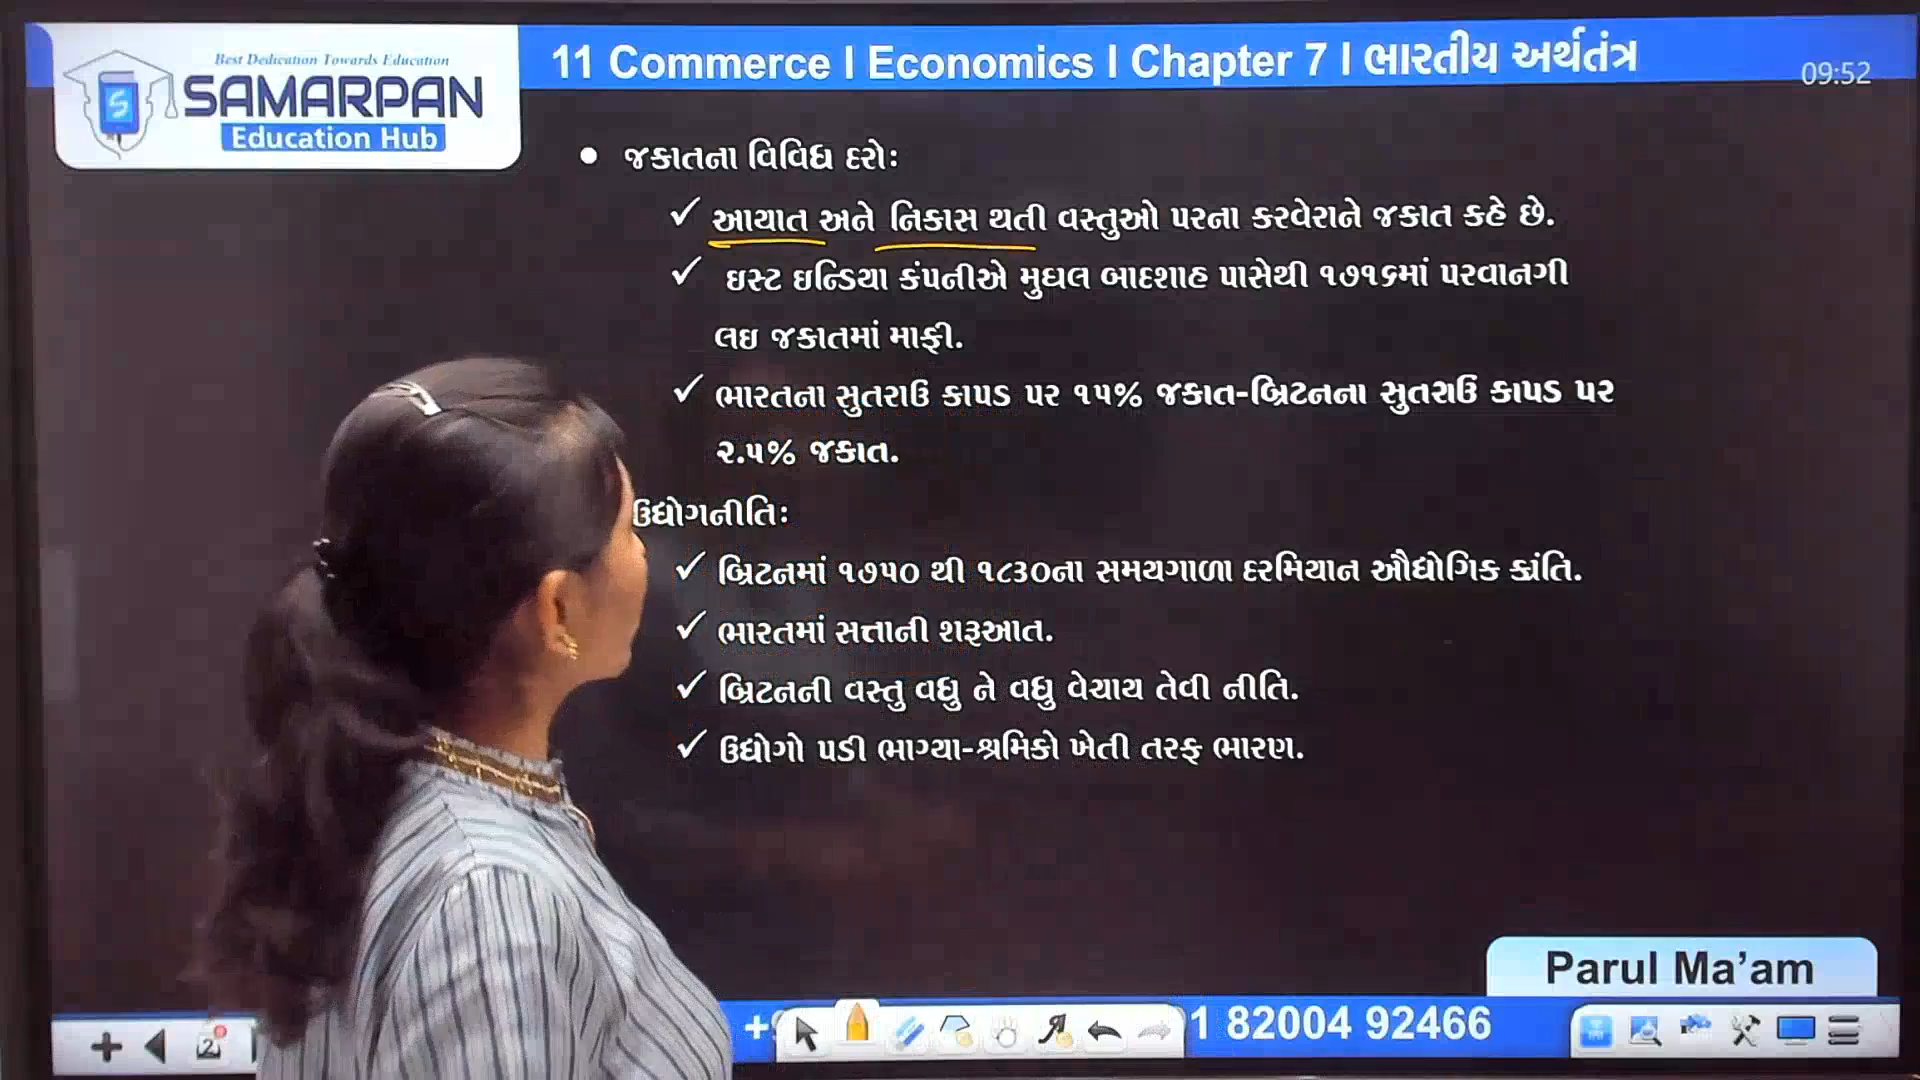 Best Dedication Towards Education
SAMARPAN
Education Hub
11 Commerce I Economics I Chapter 7 I ભારતીય અર્થતંત્ર
09:52
જકાતના વિવિધ દરોઃ
આયાત અને નિકાસ થતી વસ્તુઓ પરના કરવેરાને જકાત કહે છે.
ઇસ્ટ ઇન્ડિયા કંપનીએ મુઘલ બાદશાહ પાસેથી ૧૭૧૬માં પરવાનગી
લઇ જકાતમાં માફી.
ભારતના સુતરાઉ કાપડ પર ૧૫% જકાત-બ્રિટનના સુતરાઉ કાપડ પર
૨.૫% જકાત.
ઉદ્યોગનીતિઃ
બ્રિટનમાં ૧૭૫૦ થી ૧૮૩૦ના સમયગાળા દરમિયાન ઔદ્યોગિક ક્રાંતિ.
ભારતમાં સત્તાની શરૂઆત.
બ્રિટનની વસ્તુ વધુ ને વધુ વેચાય તેવી નીતિ.
ઉદ્યોગો પડી ભાગ્યા-શ્રમિકો ખેતી તરફ ભારણ.
Parul Ma’am
1 82004 92466